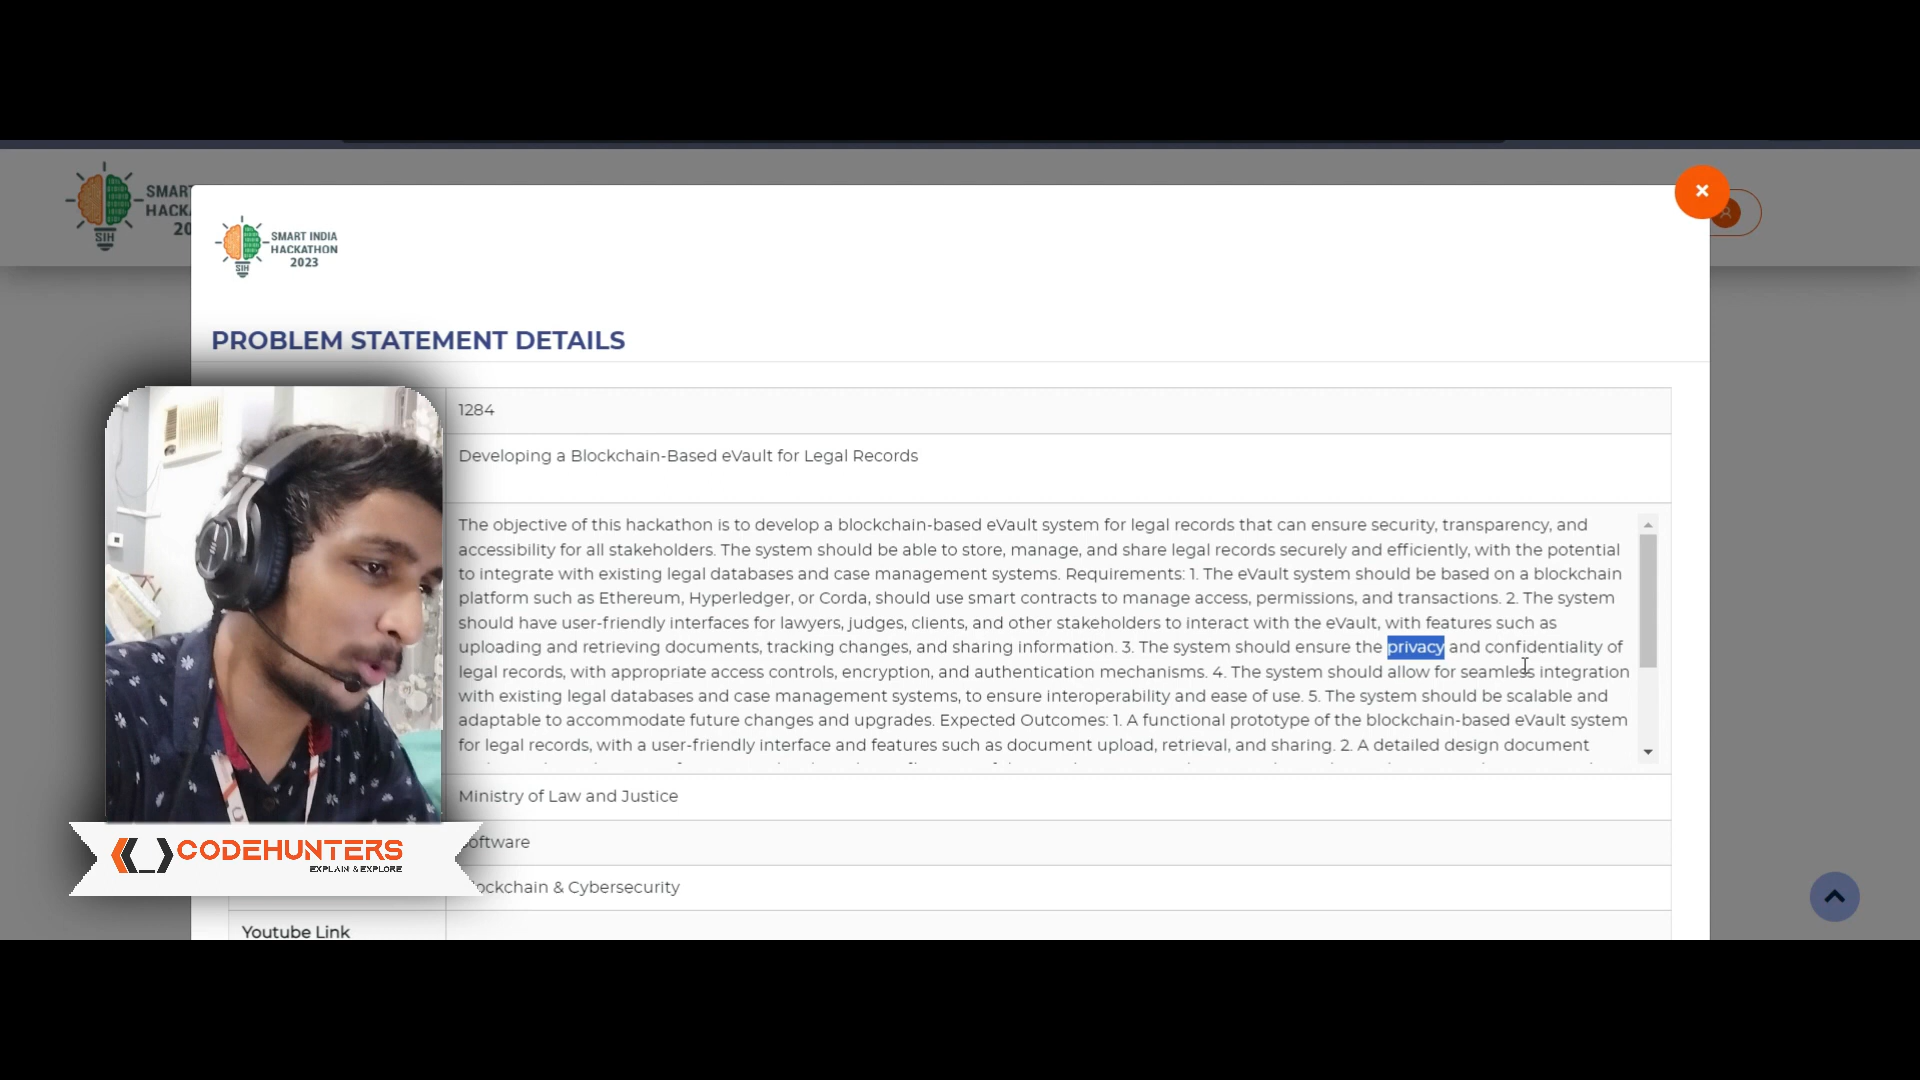 SMART
HACKA
20
SIH
SMART INDIA
HACKATHON
2023
SIH
PROBLEM STATEMENT DETAILS
1284
Developing a Blockchain-Based eVault for Legal Records
The objective of this hackathon is to develop a blockchain-based eVault system for legal records that can ensure security, transparency, and
accessibility for all stakeholders. The system should be able to store, manage, and share legal records securely and efficiently, with the potential
to integrate with existing legal databases and case management systems. Requirements: 1. The eVault system should be based on a blockchain
platform such as Ethereum, Hyperledger, or Corda, should use smart contracts to manage access, permissions, and transactions. 2. The system
should have user-friendly interfaces for lawyers, judges, clients, and other stakeholders to interact with the eVault, with features such as
uploading and retrieving documents, tracking changes, and sharing information. 3. The system should ensure the privacy and confidentiality of
legal records, with appropriate access controls, encryption, and authentication mechanisms. 4. The system should allow for seamless integration
with existing legal databases and case management systems, to ensure interoperability and ease of use. 5. The system should be scalable and
adaptable to accommodate future changes and upgrades. Expected Outcomes: 1. A functional prototype of the blockchain-based eVault system
for legal records, with a user-friendly interface and features such as document upload, retrieval, and sharing. 2. A detailed design document
Ministry of Law and Justice
oftware
ockchain & Cybersecurity
Youtube Link
CODEHUNTERS
EXPLAIN & EXPLORE